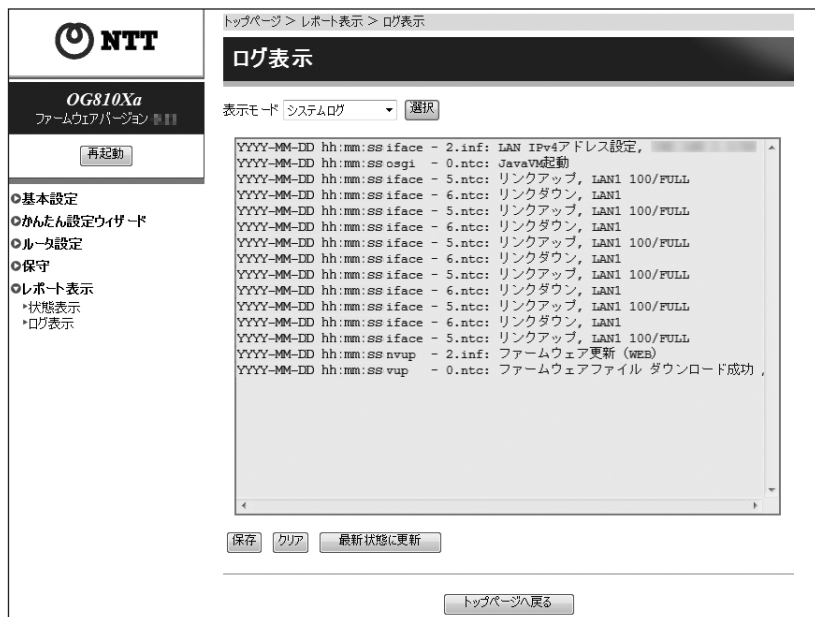 NTT
OG810Xa
ファームウェアバージョン
再起動
基本設定
かんたん設定ウィザード
ルータ設定
保守
レポート表示
状態表示
ログ表示
トップページ > レポート表示 > ログ表示
ログ表示
表示モード システムログ 選択
YYYY-MM-DD hh:mm:ss iface - 2.inf: LAN IPv4アドレス設定,
YYYY-MM-DD hh:mm:ss osgi - 0.ntc: JavaVM起動
YYYY-MM-DD hh:mm:ss iface - 5.ntc: リンクアップ, LAN1 100/FULL
YYYY-MM-DD hh:mm:ss iface - 6.ntc: リンクダウン, LAN1
YYYY-MM-DD hh:mm:ss iface - 5.ntc: リンクアップ, LAN1 100/FULL
YYYY-MM-DD hh:mm:ss iface - 6.ntc: リンクダウン, LAN1
YYYY-MM-DD hh:mm:ss iface - 5.ntc: リンクアップ, LAN1 100/FULL
YYYY-MM-DD hh:mm:ss iface - 6.ntc: リンクダウン, LAN1
YYYY-MM-DD hh:mm:ss iface - 5.ntc: リンクアップ, LAN1 100/FULL
YYYY-MM-DD hh:mm:ss iface - 6.ntc: リンクダウン, LAN1
YYYY-MM-DD hh:mm:ss iface - 5.ntc: リンクアップ, LAN1 100/FULL
YYYY-MM-DD hh:mm:ss iface - 6.ntc: リンクダウン, LAN1
YYYY-MM-DD hh:mm:ss iface - 5.ntc: リンクアップ, LAN1 100/FULL
YYYY-MM-DD hh:mm:ss nvup - 2.inf: ファームウェア更新 (WEB)
YYYY-MM-DD hh:mm:ss vup - 0.ntc: ファームウェアファイル ダウンロード成功 ,
保存 クリア 最新状態に更新
トップページへ戻る